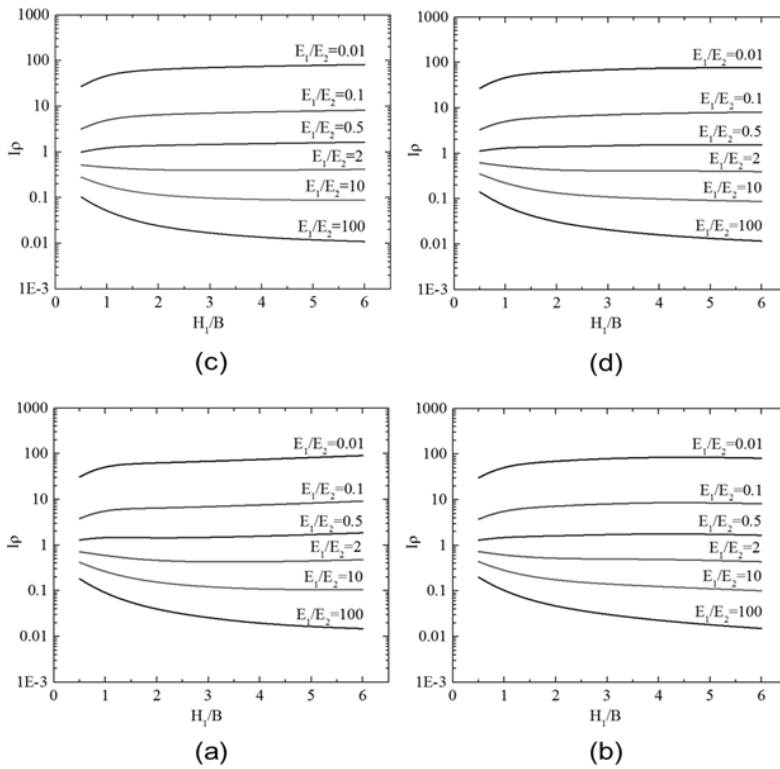 1000
100
10
1
0.1
0.01
1E-3
Iρ
E₁/E₂=0.01
E₁/E₂=0.1
E₁/E₂=0.5
E₁/E₂=2
E₁/E₂=10
E₁/E₂=100
0 1 2 3 4 5 6
H₁/B
(c)
1000
100
10
1
0.1
0.01
1E-3
Iρ
E₁/E₂=0.01
E₁/E₂=0.1
E₁/E₂=0.5
E₁/E₂=2
E₁/E₂=10
E₁/E₂=100
0 1 2 3 4 5 6
H₁/B
(d)
1000
100
10
1
0.1
0.01
1E-3
Iρ
E₁/E₂=0.01
E₁/E₂=0.1
E₁/E₂=0.5
E₁/E₂=2
E₁/E₂=10
E₁/E₂=100
0 1 2 3 4 5 6
H₁/B
(a)
1000
100
10
1
0.1
0.01
1E-3
Iρ
E₁/E₂=0.01
E₁/E₂=0.1
E₁/E₂=0.5
E₁/E₂=2
E₁/E₂=10
E₁/E₂=100
0 1 2 3 4 5 6
H₁/B
(b)